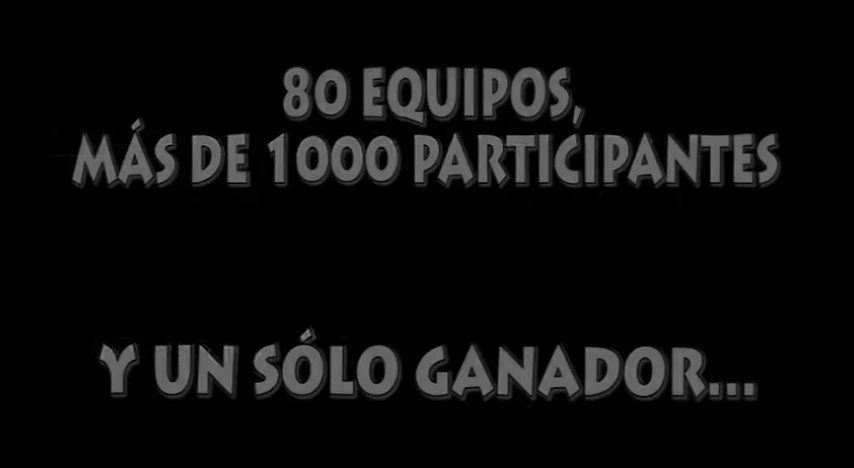 80 EQUIPOS,
MÁS DE 1000 PARTICIPANTES
Y UN SÓLO GANADOR...